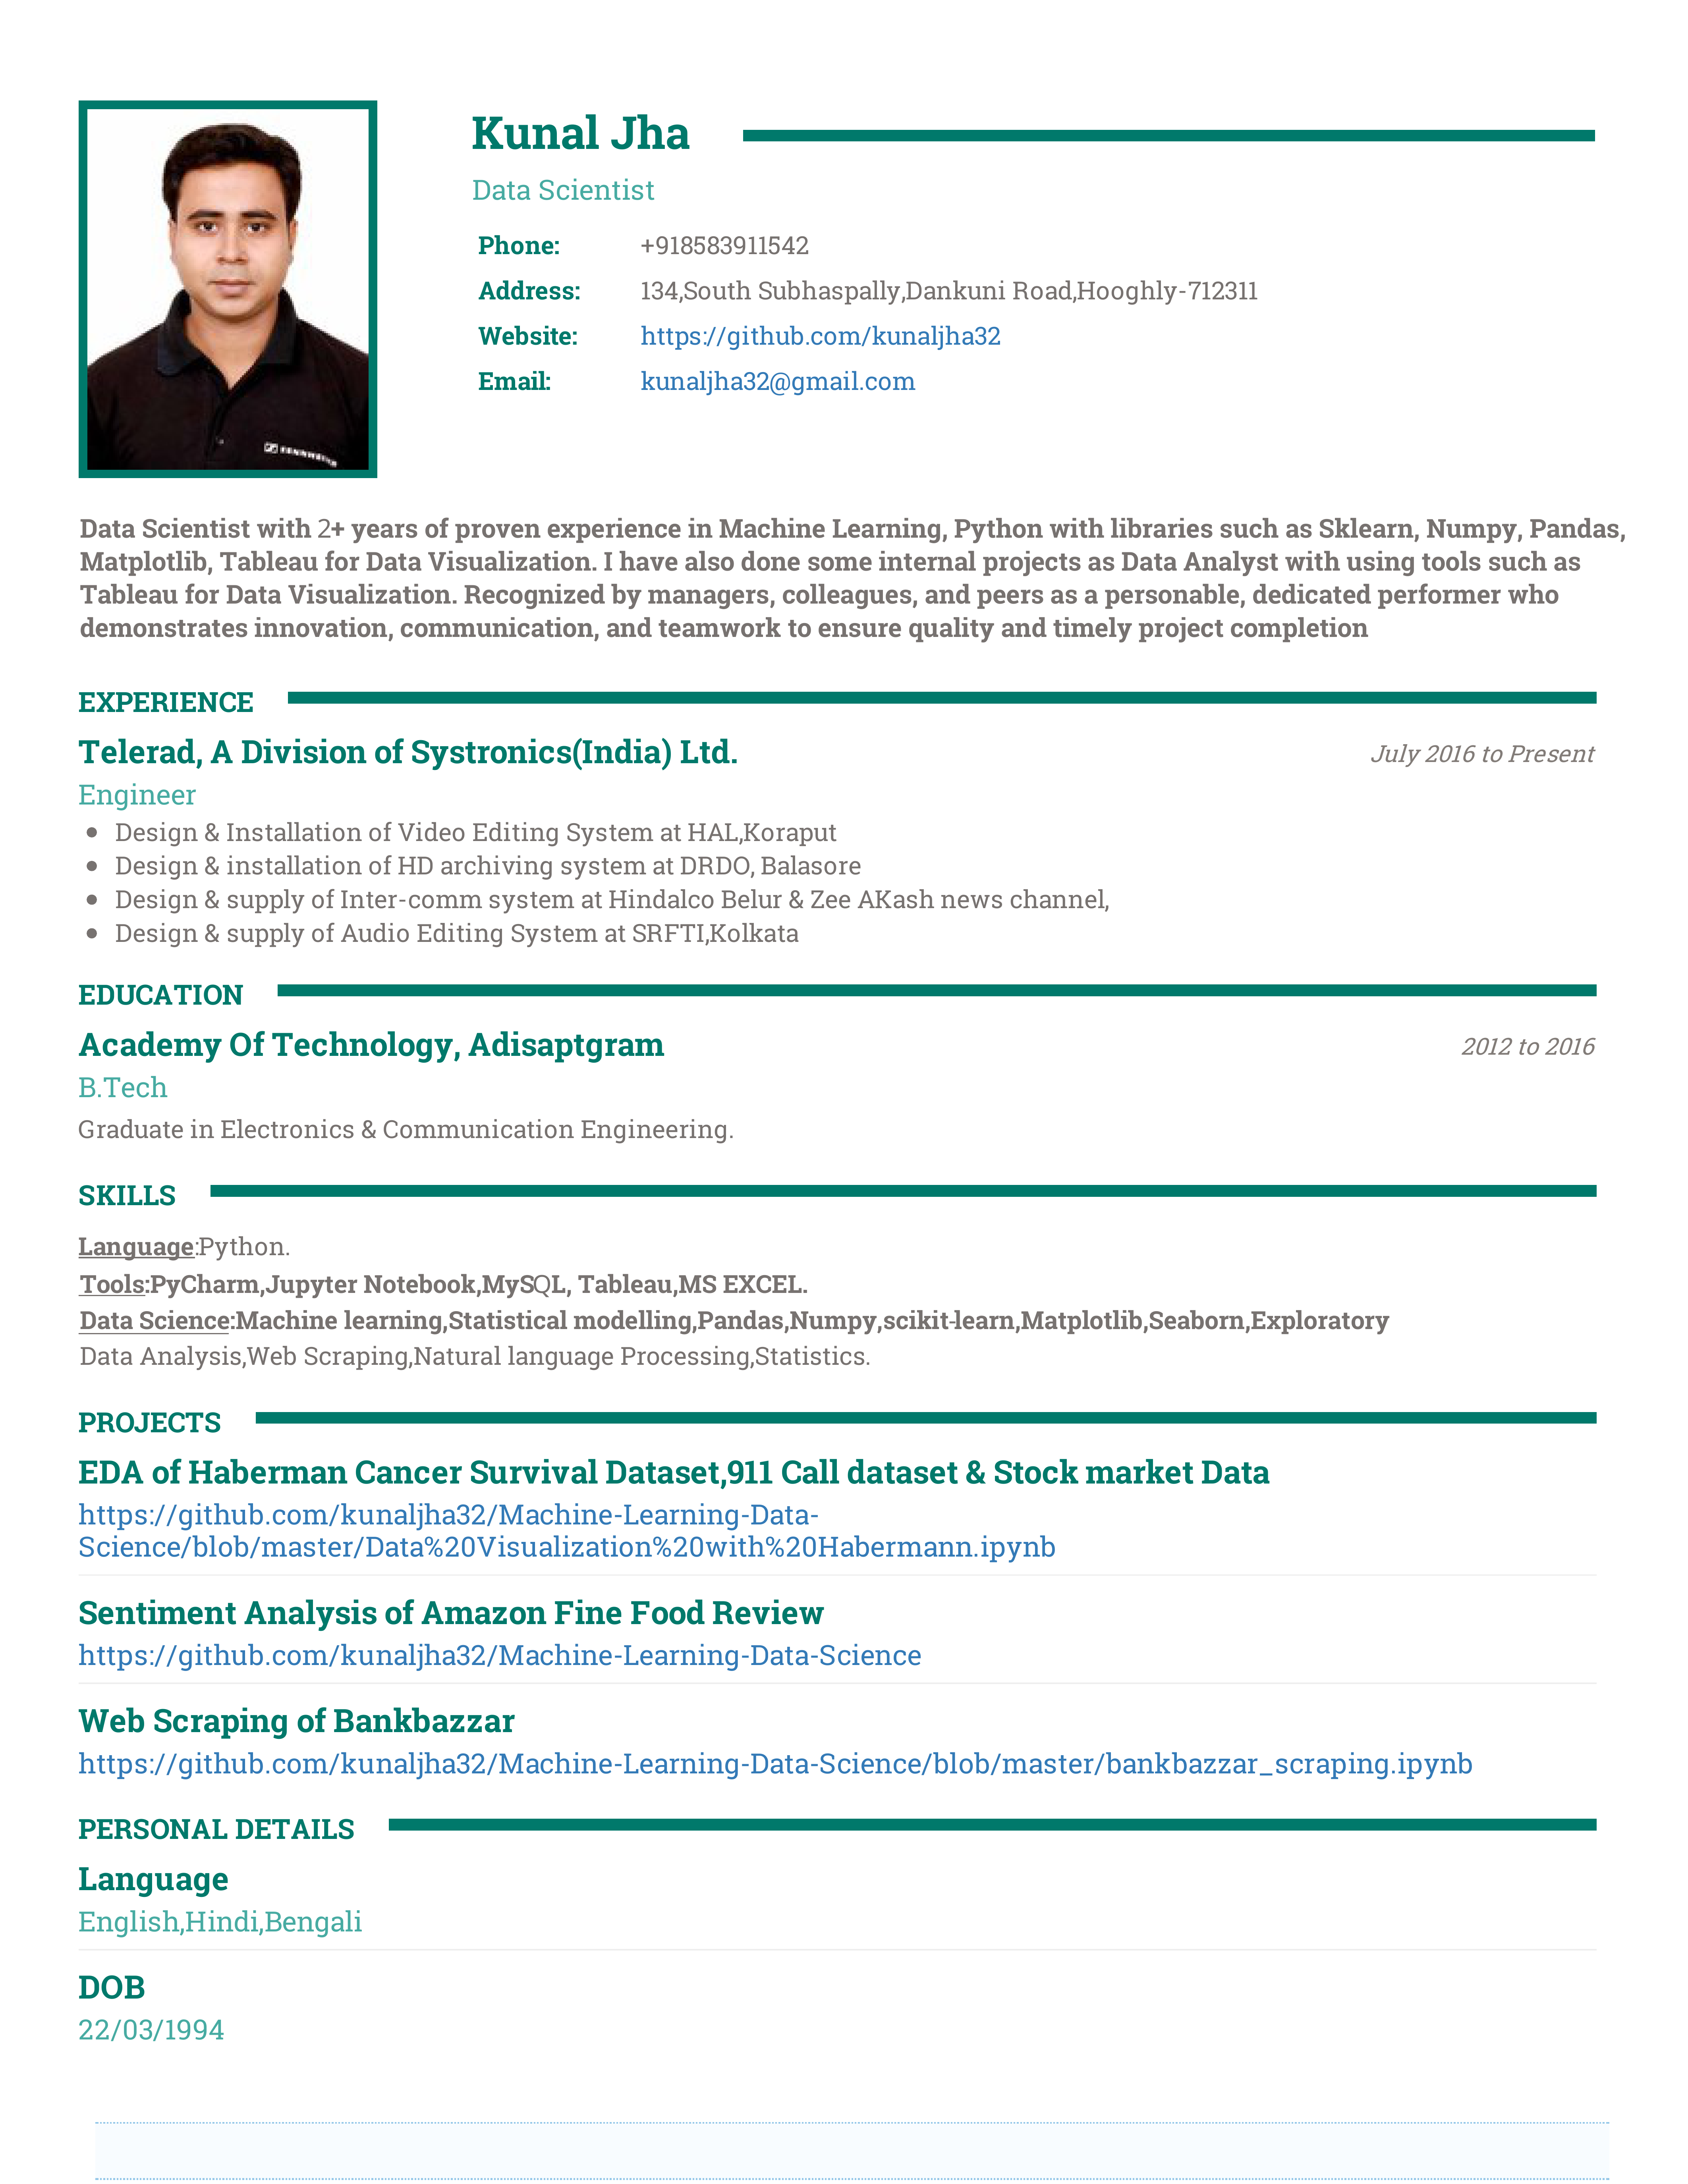 Kunal Jha
Data Scientist
Phone: +918583911542
Address: 134,South Subhaspally,Dankuni Road,Hooghly-712311
Website: https://github.com/kunaljha32
Email: kunaljha32@gmail.com
Data Scientist with 2+ years of proven experience in Machine Learning, Python with libraries such as Sklearn, Numpy, Pandas,
Matplotlib, Tableau for Data Visualization. I have also done some internal projects as Data Analyst with using tools such as
Tableau for Data Visualization. Recognized by managers, colleagues, and peers as a personable, dedicated performer who
demonstrates innovation, communication, and teamwork to ensure quality and timely project completion
EXPERIENCE
Telerad, A Division of Systronics(India) Ltd. July 2016 to Present
Engineer
• Design & Installation of Video Editing System at HAL,Koraput
• Design & installation of HD archiving system at DRDO, Balasore
• Design & supply of Inter-comm system at Hindalco Belur & Zee AKash news channel,
• Design & supply of Audio Editing System at SRFTI,Kolkata
EDUCATION
Academy Of Technology, Adisaptgram 2012 to 2016
B.Tech
Graduate in Electronics & Communication Engineering.
SKILLS
Language:Python.
Tools:PyCharm,Jupyter Notebook,MySQL, Tableau,MS EXCEL.
Data Science:Machine learning,Statistical modelling,Pandas,Numpy,scikit-learn,Matplotlib,Seaborn,Exploratory
Data Analysis,Web Scraping,Natural language Processing,Statistics.
PROJECTS
EDA of Haberman Cancer Survival Dataset,911 Call dataset & Stock market Data
https://github.com/kunaljha32/Machine-Learning-Data-
Science/blob/master/Data%20Visualization%20with%20Habermann.ipynb
Sentiment Analysis of Amazon Fine Food Review
https://github.com/kunaljha32/Machine-Learning-Data-Science
Web Scraping of Bankbazzar
https://github.com/kunaljha32/Machine-Learning-Data-Science/blob/master/bankbazzar_scraping.ipynb
PERSONAL DETAILS
Language
English,Hindi,Bengali
DOB
22/03/1994